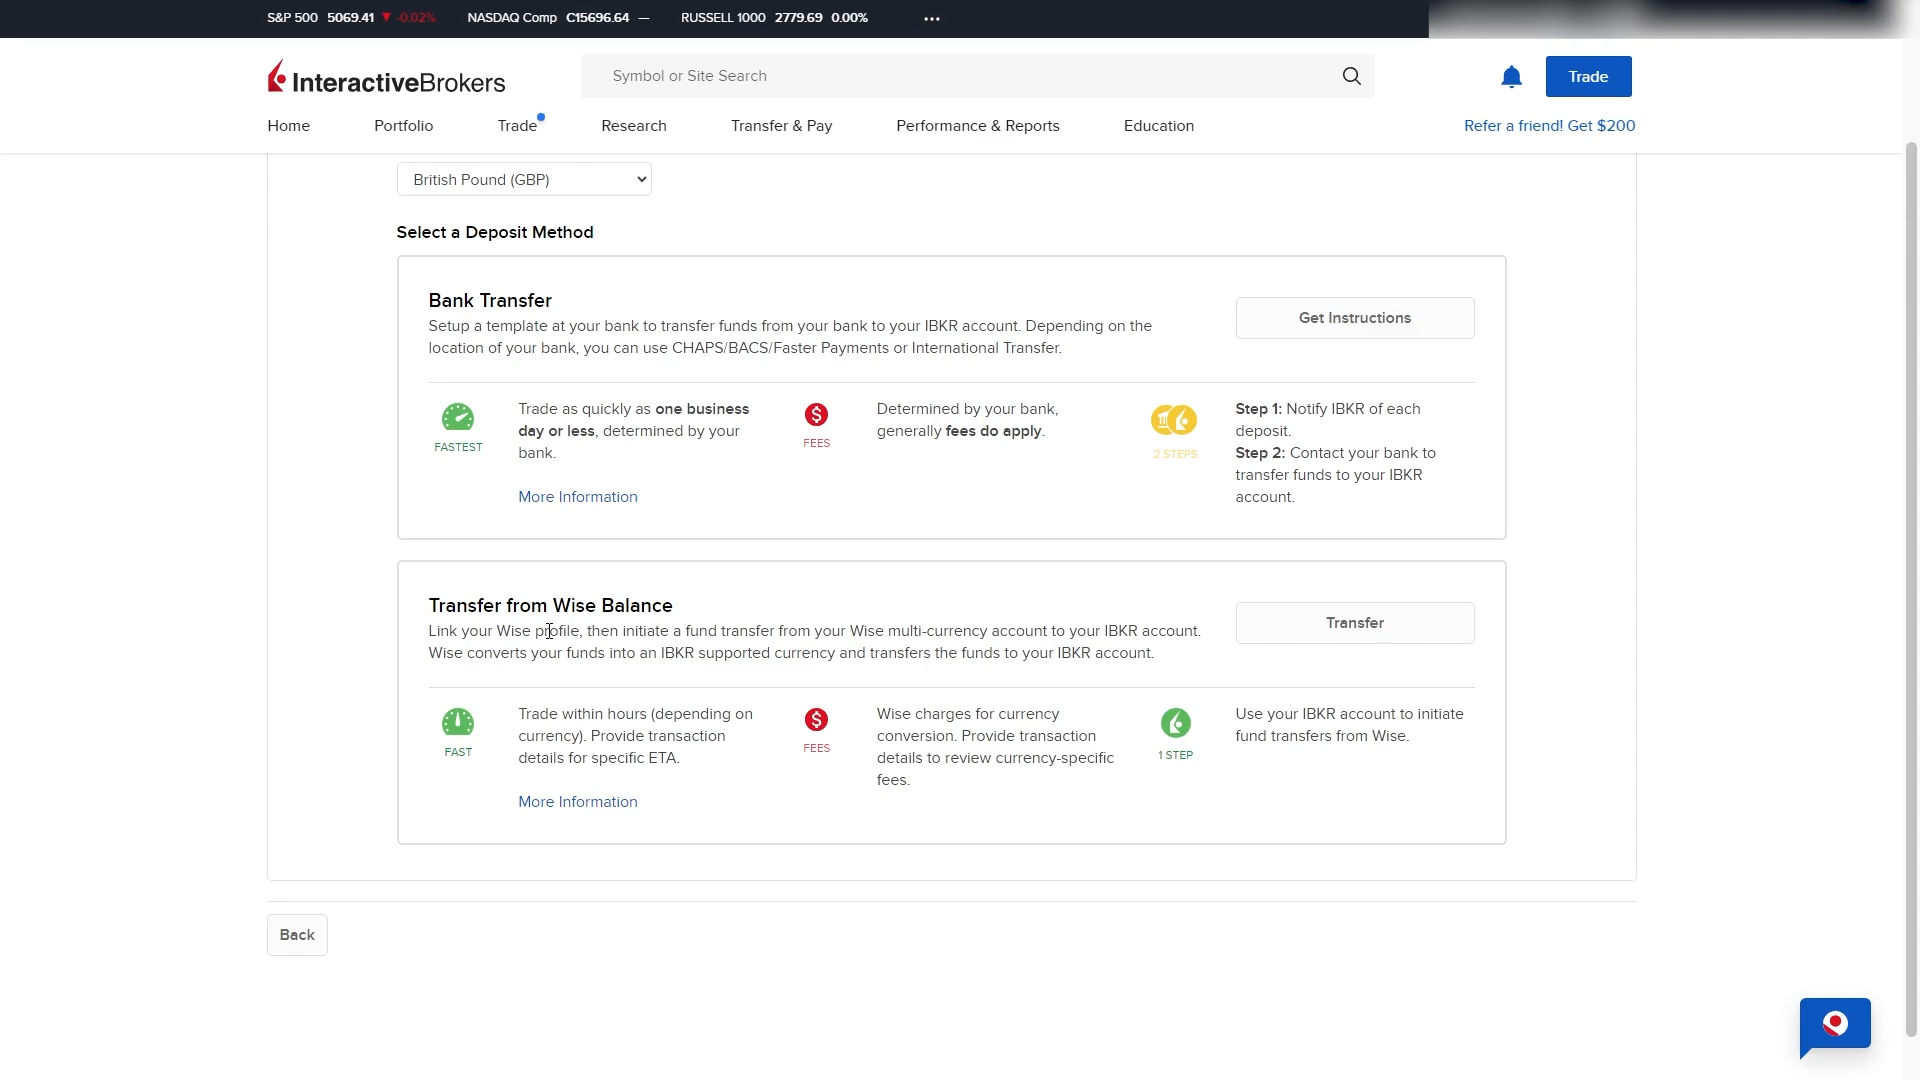 S&P 500 5069.41 ▼ -0.02% NASDAQ Comp C15696.64 — RUSSELL 1000 2779.69 0.00% •••
InteractiveBrokers
Symbol or Site Search
Trade
Home Portfolio Trade Research Transfer & Pay Performance & Reports Education Refer a friend! Get $200
British Pound (GBP)
Select a Deposit Method
Bank Transfer
Get Instructions
Setup a template at your bank to transfer funds from your bank to your IBKR account. Depending on the
location of your bank, you can use CHAPS/BACS/Faster Payments or International Transfer.
FASTEST
Trade as quickly as one business
day or less, determined by your
bank.
More Information
$
FEES
Determined by your bank,
generally fees do apply.
2 STEPS
Step 1: Notify IBKR of each
deposit.
Step 2: Contact your bank to
transfer funds to your IBKR
account.
Transfer from Wise Balance
Transfer
Link your Wise profile, then initiate a fund transfer from your Wise multi-currency account to your IBKR account.
Wise converts your funds into an IBKR supported currency and transfers the funds to your IBKR account.
FAST
Trade within hours (depending on
currency). Provide transaction
details for specific ETA.
More Information
$
FEES
Wise charges for currency
conversion. Provide transaction
details to review currency-specific
fees.
1 STEP
Use your IBKR account to initiate
fund transfers from Wise.
Back